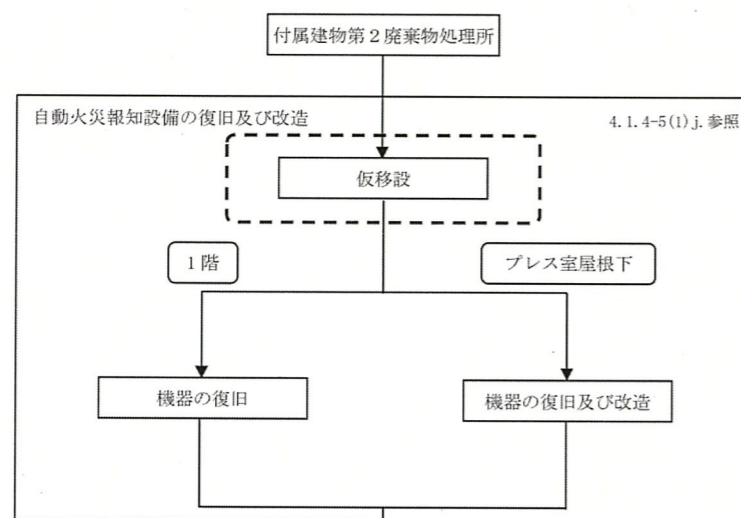 付属建物第２廃棄物処理所
自動火災報知設備の復旧及び改造
4.1.4-5(1)j.参照
仮移設
1階
プレス室屋根下
機器の復旧
機器の復旧及び改造